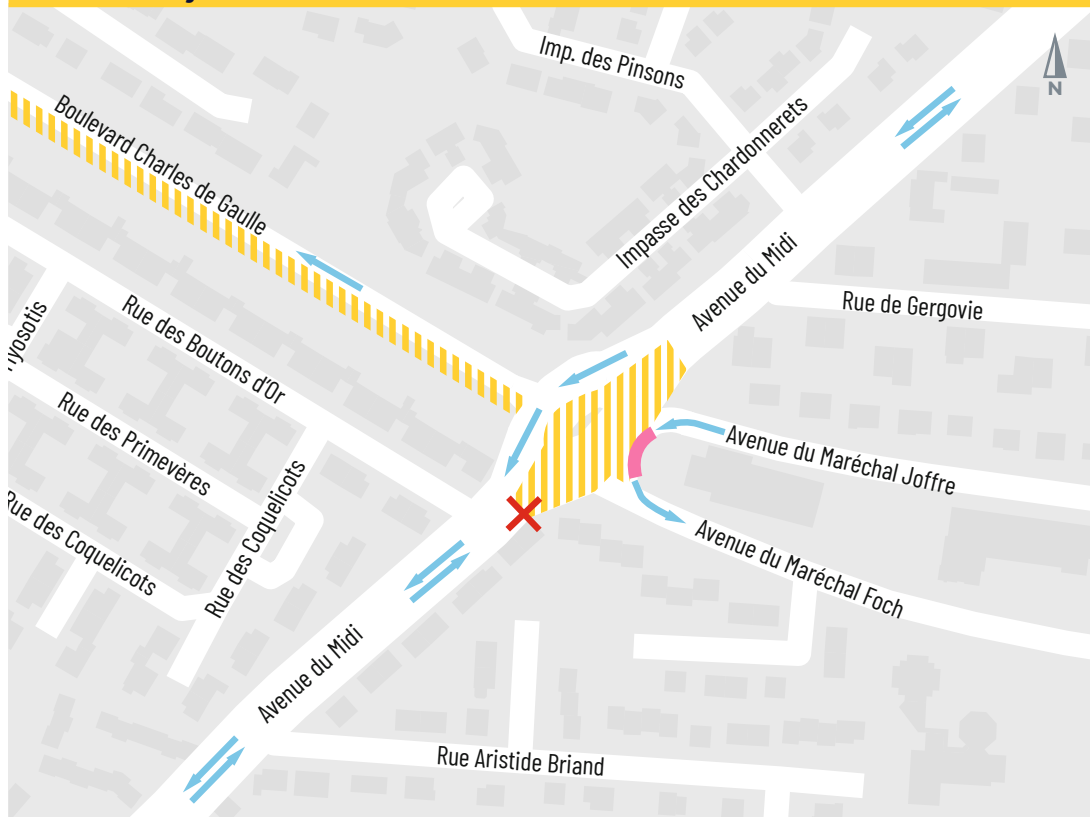 Imp. des Pinsons
N
Boulevard Charles de Gaulle
Impasse des Chardonnerets
Avenue du Midi
Rue de Gergovie
Rue des Boutons d'Or
Rue des Primevères
Avenue du Maréchal Joffre
Rue des Coquelicots
Rue des Coquelicots
Avenue du Maréchal Foch
Avenue du Midi
Rue Aristide Briand